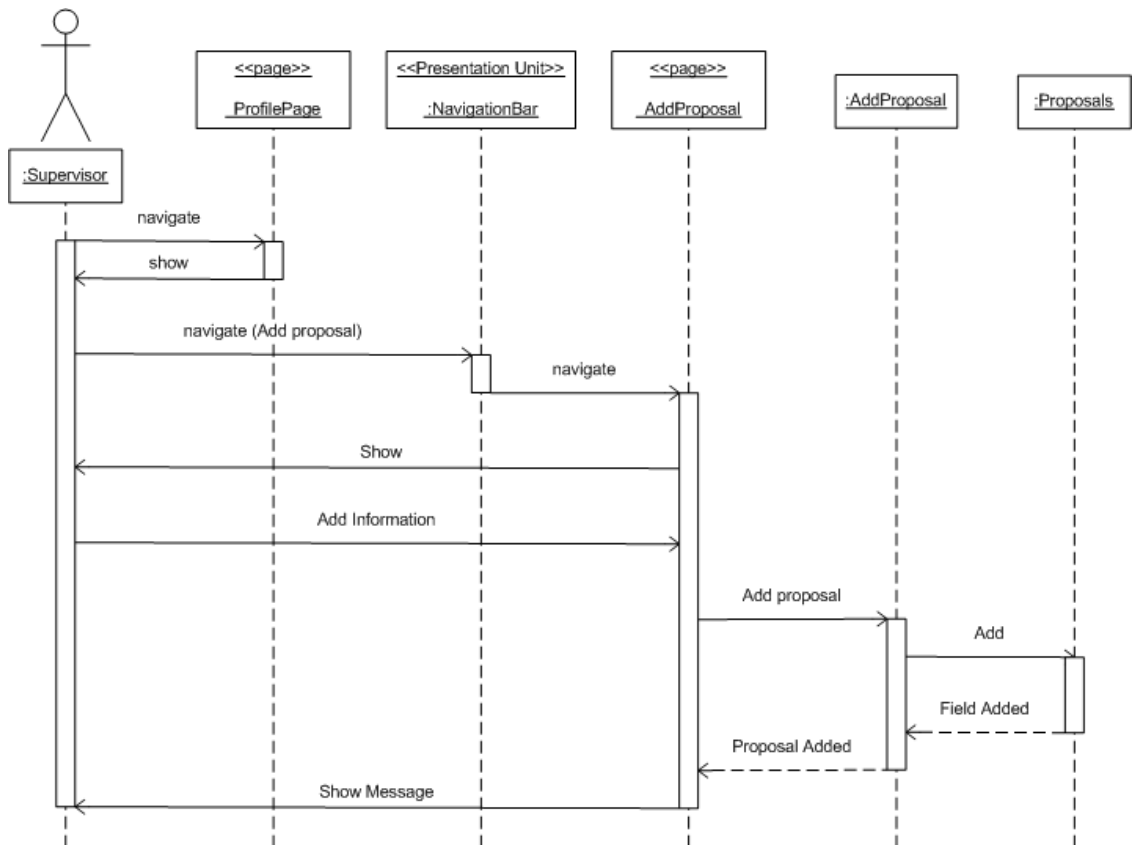 <<page>>
ProfilePage
<<Presentation Unit>>
:NavigationBar
<<page>>
AddProposal
:AddProposal
:Proposals
:Supervisor
navigate
show
navigate (Add proposal)
navigate
Show
Add Information
Add proposal
Add
Field Added
Proposal Added
Show Message